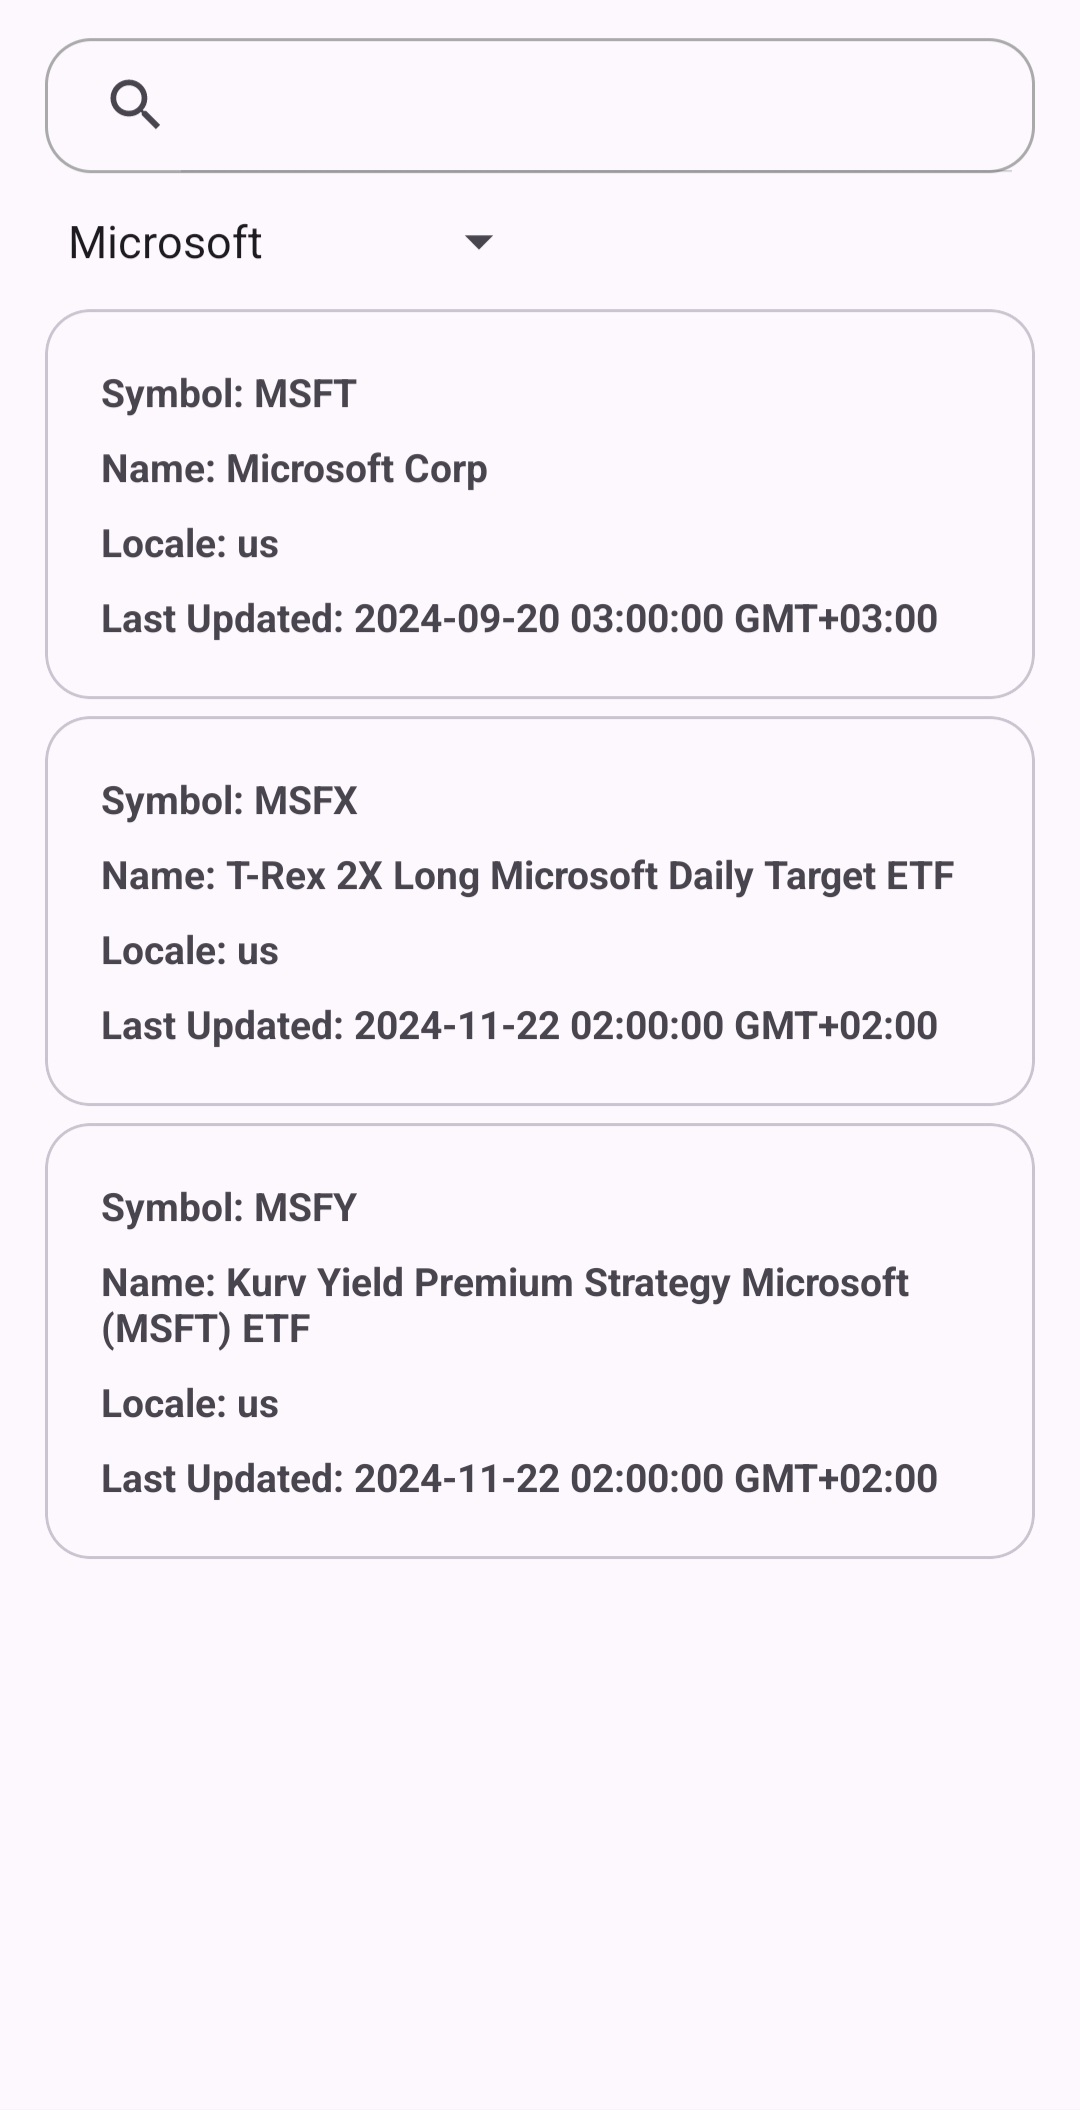 Microsoft
Symbol: MSFT
Name: Microsoft Corp
Locale: us
Last Updated: 2024-09-20 03:00:00 GMT+03:00
Symbol: MSFX
Name: T-Rex 2X Long Microsoft Daily Target ETF
Locale: us
Last Updated: 2024-11-22 02:00:00 GMT+02:00
Symbol: MSFY
Name: Kurv Yield Premium Strategy Microsoft
(MSFT) ETF
Locale: us
Last Updated: 2024-11-22 02:00:00 GMT+02:00